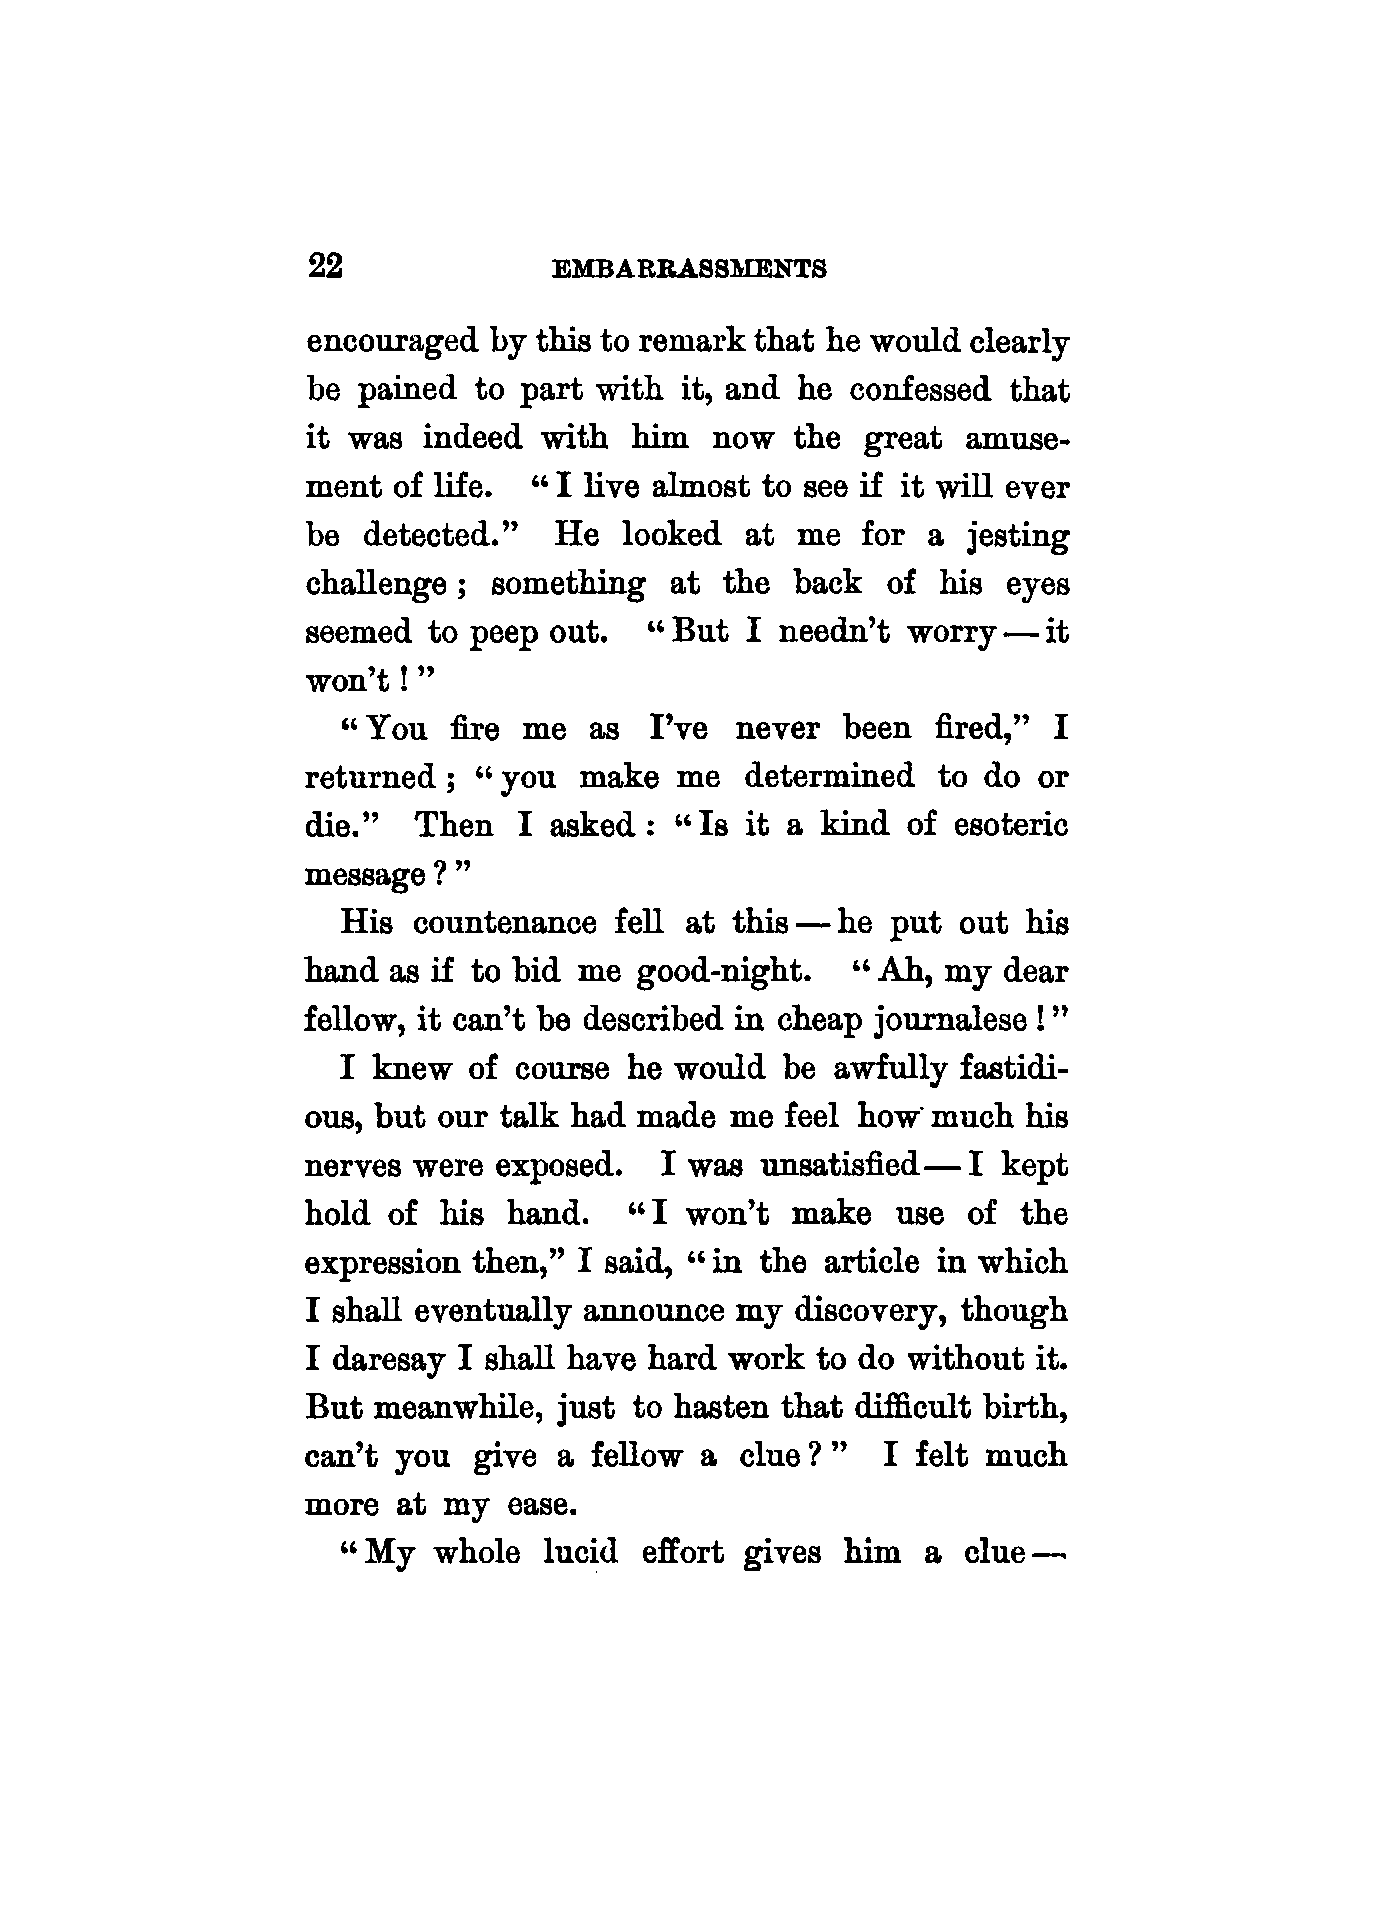 22 EMBARRASSMENTS
encouraged by this to remark that he would clearly
be pained to part with it, and he confessed that
it was indeed with him now the great amuse-
ment of life. “I live almost to see if it will ever
be detected.” He looked at me for a jesting
challenge; something at the back of his eyes
seemed to peep out. “But I needn’t worry—it
won’t!”
“You fire me as I’ve never been fired,” I
returned; “you make me determined to do or
die.” Then I asked: “Is it a kind of esoteric
message?”
His countenance fell at this—he put out his
hand as if to bid me good-night. “Ah, my dear
fellow, it can’t be described in cheap journalese!”
I knew of course he would be awfully fastidi-
ous, but our talk had made me feel how much his
nerves were exposed. I was unsatisfied—I kept
hold of his hand. “I won’t make use of the
expression then,” I said, “in the article in which
I shall eventually announce my discovery, though
I daresay I shall have hard work to do without it.
But meanwhile, just to hasten that difficult birth,
can’t you give a fellow a clue?” I felt much
more at my ease.
“My whole lucid effort gives him a clue—